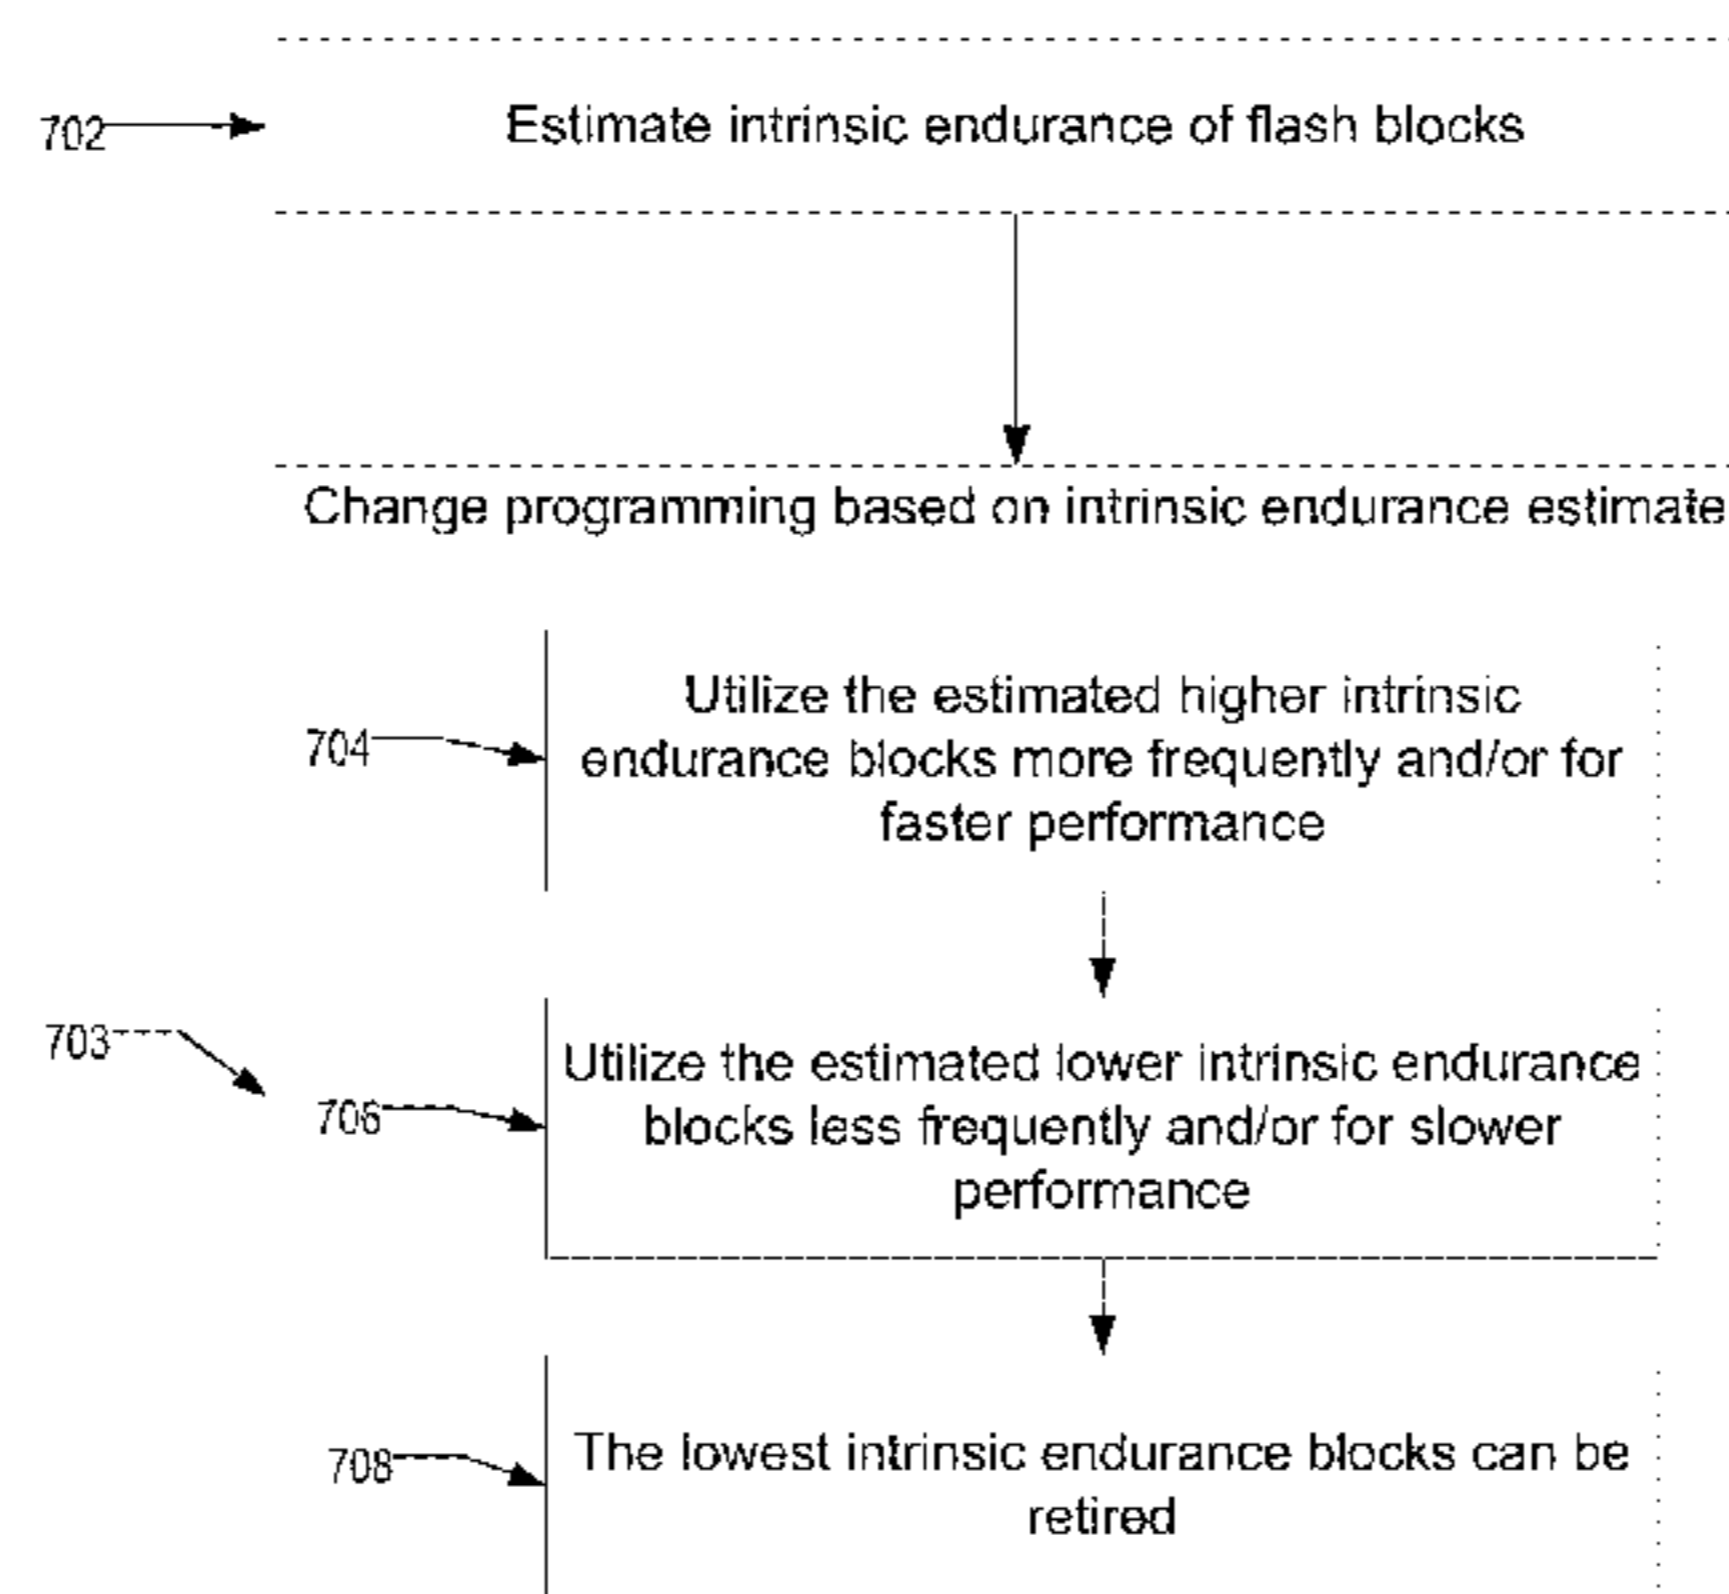 702
Estimate intrinsic endurance of flash blocks
Change programming based on intrinsic endurance estimate
704
Utilize the estimated higher intrinsic
endurance blocks more frequently and/or for
faster performance
703
706
Utilize the estimated lower intrinsic endurance
blocks less frequently and/or for slower
performance
708
The lowest intrinsic endurance blocks can be
retired